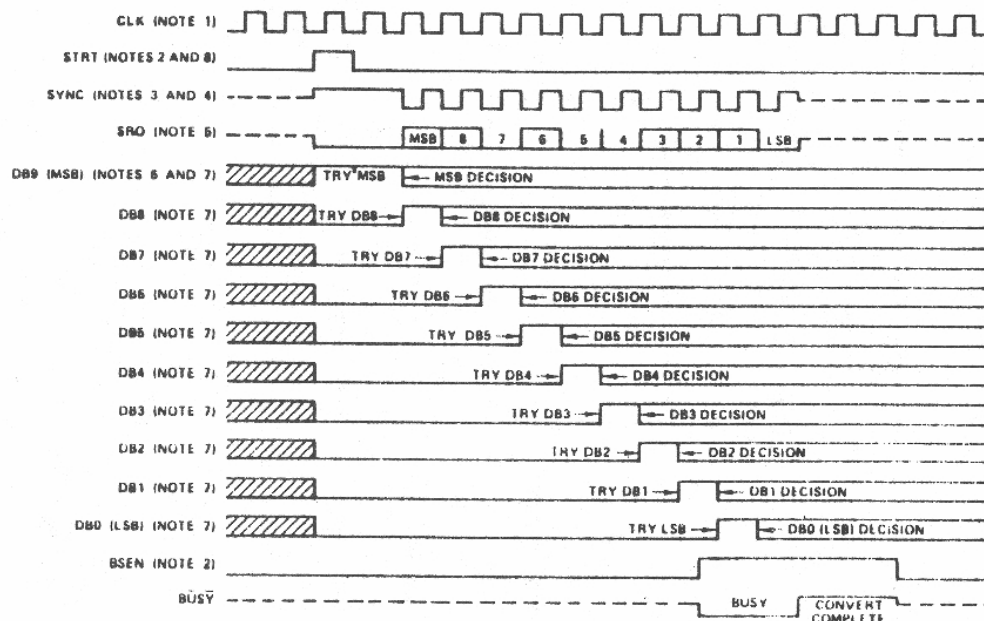 CLK (NOTE 1)
STRT (NOTES 2 AND 8)
SYNC (NOTES 3 AND 4)
SRO (NOTE 5)
MSB 8 7 6 5 4 3 2 1 LSB
DB9 (MSB) (NOTES 6 AND 7) TRY MSB MSB DECISION
DB8 (NOTE 7) TRY DB8 DB8 DECISION
DB7 (NOTE 7) TRY DB7 DB7 DECISION
DB6 (NOTE 7) TRY DB6 DB6 DECISION
DB5 (NOTE 7) TRY DB5 DB5 DECISION
DB4 (NOTE 7) TRY DB4 DB4 DECISION
DB3 (NOTE 7) TRY DB3 DB3 DECISION
DB2 (NOTE 7) TRY DB2 DB2 DECISION
DB1 (NOTE 7) TRY DB1 DB1 DECISION
DB0 (LSB) (NOTE 7) TRY LSB DB0 (LSB) DECISION
BSEN (NOTE 2)
BUSY BUSY CONVERT
COMPLETE